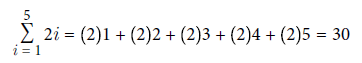 5
Σ 2i = (2)1 + (2)2 + (2)3 + (2)4 + (2)5 = 30
i = 1